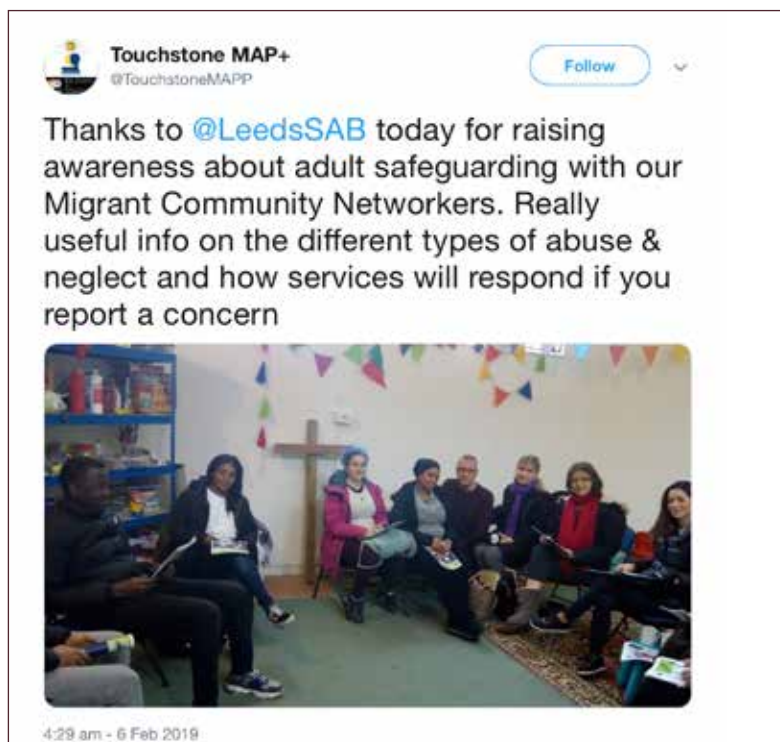 Touchstone MAP+
@TouchstoneMAPP
Follow
Thanks to @LeedsSAB today for raising
awareness about adult safeguarding with our
Migrant Community Networkers. Really
useful info on the different types of abuse &
neglect and how services will respond if you
report a concern
4:29 am - 6 Feb 2019